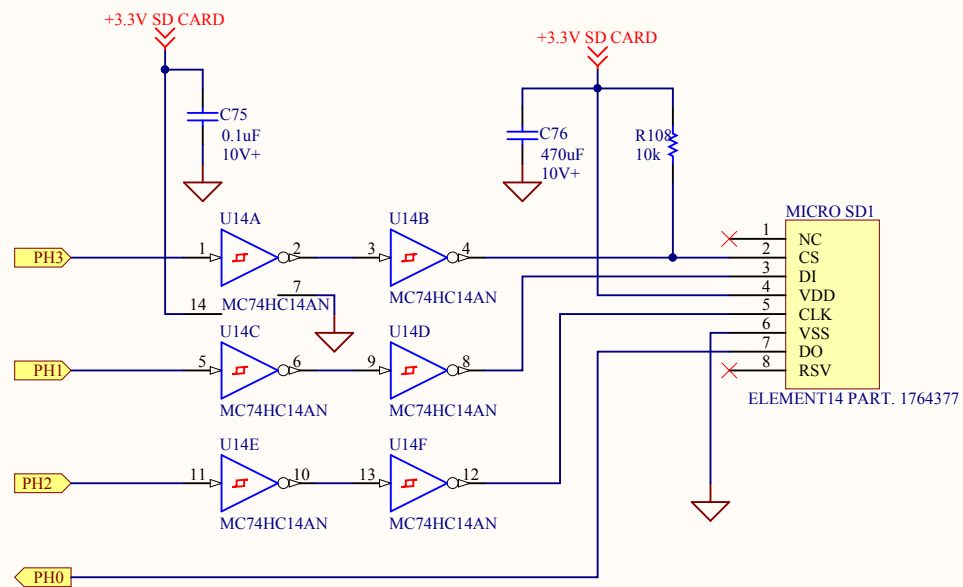 +3.3V SD CARD
+3.3V SD CARD
C75
0.1uF
10V+
C76
470uF
10V+
R108
10k
MICRO SD1
U14A
U14B
PH3
1
2
3
4
MC74HC14AN
MC74HC14AN
14
7
1
NC
2
CS
3
DI
4
VDD
5
CLK
6
VSS
7
DO
8
RSV
ELEMENT14 PART. 1764377
U14C
U14D
PH1
5
6
9
8
MC74HC14AN
MC74HC14AN
U14E
U14F
PH2
11
10
13
12
MC74HC14AN
MC74HC14AN
PH0